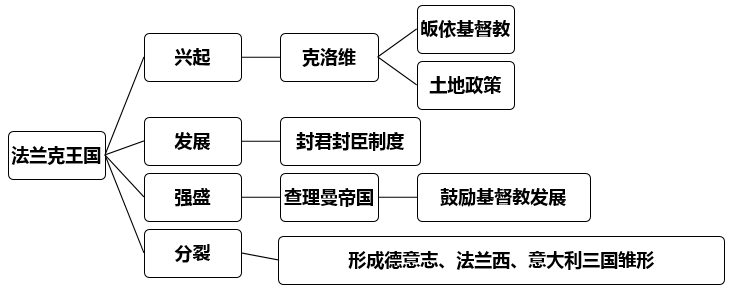 法兰克王国
兴起
克洛维
皈依基督教
土地政策
发展
封君封臣制度
强盛
查理曼帝国
鼓励基督教发展
分裂
形成德意志、法兰西、意大利三国雏形